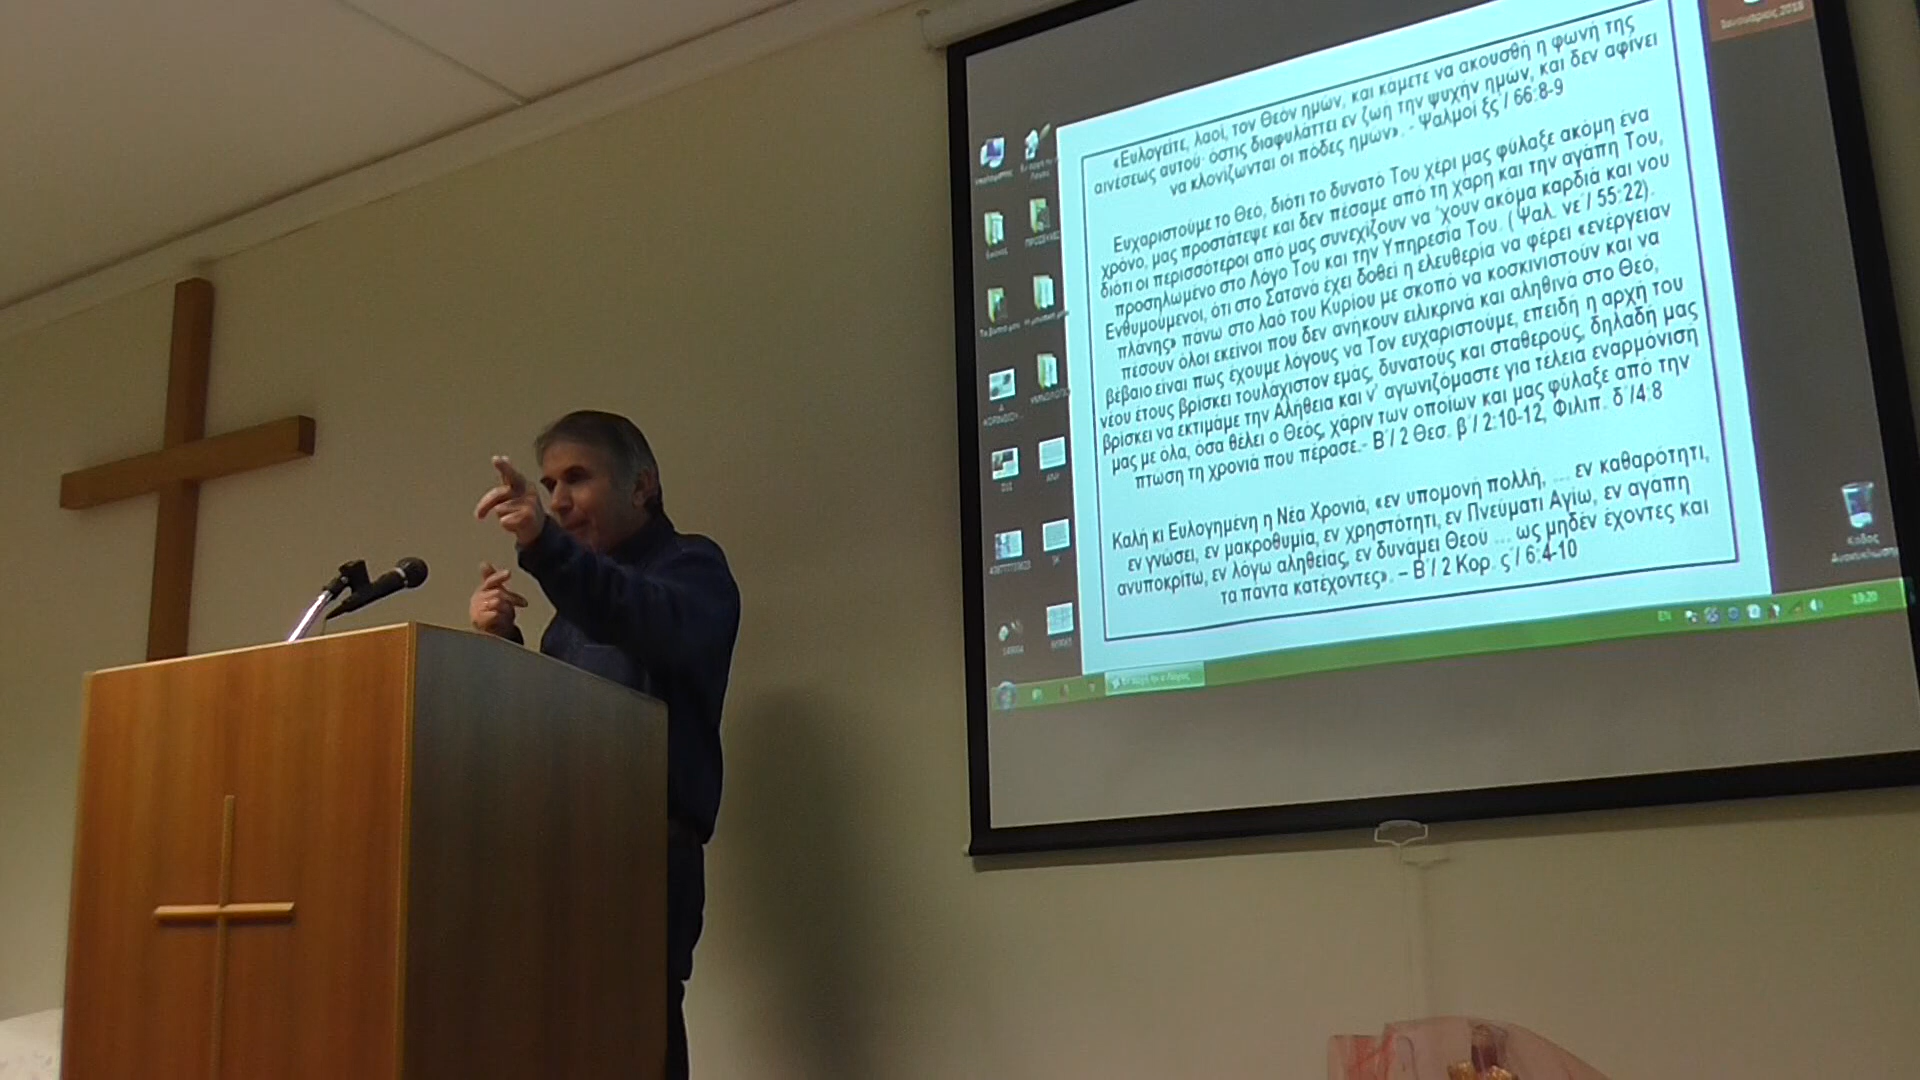 Ιανουάριος 2018
«Ευλογείτε, λαοί, τον Θεόν ημών, και κάμετε να ακουσθή η φωνή της
αινέσεως αυτού· όστις διαφυλάττει εν ζωή την ψυχήν ημών, και δεν αφίνει
να κλονίζωνται οι πόδες ημών». - Ψαλμοί ξς΄/ 66:8-9
Ευχαριστούμε το Θεό, διότι το δυνατό Του χέρι μας φύλαξε ακόμη ένα
χρόνο, μας προστάτεψε και δεν πέσαμε από τη χάρη και την αγάπη Του,
διότι οι περισσότεροι από μας συνεχίζουν να ΄χουν ακόμα καρδιά και νου
προσηλωμένο στο Λόγο Του και την Υπηρεσία Του. ( Ψαλ. νε΄/ 55:22).
Ενθυμούμενοι, ότι στο Σατανά έχει δοθεί η ελευθερία να φέρει «ενέργειαν
πλάνης» πάνω στο λαό του Κυρίου με σκοπό να κοσκινιστούν και να
πέσουν όλοι εκείνοι που δεν ανήκουν ειλικρινά και αληθινά στο Θεό,
βέβαιο είναι πως έχουμε λόγους να Τον ευχαριστούμε, επειδή η αρχή του
νέου έτους βρίσκει τουλάχιστον εμάς, δυνατούς και σταθερούς, δηλαδή μας
βρίσκει να εκτιμάμε την Αλήθεια και ν' αγωνιζόμαστε για τέλεια εναρμόνισή
μας με όλα, όσα θέλει ο Θεός, χάριν των οποίων και μας φύλαξε από την
πτώση τη χρονιά που πέρασε.- Β΄/ 2 Θεσ. β΄/ 2:10-12, Φιλιπ. δ΄/4:8
Καλή κι Ευλογημένη η Νέα Χρονιά, «εν υπομονή πολλή, ... εν καθαρότητι,
εν γνώσει, εν μακροθυμία, εν χρηστότητι, εν Πνεύματι Αγίω, εν αγάπη
ανυποκρίτω, εν λόγω αληθείας, εν δυνάμει Θεού ... ως μηδέν έχοντες και
τα πάντα κατέχοντες». – Β΄/ 2 Κορ. ς΄/ 6:4-10
Κάδος
Ανακύκλωσης
EN
19:20